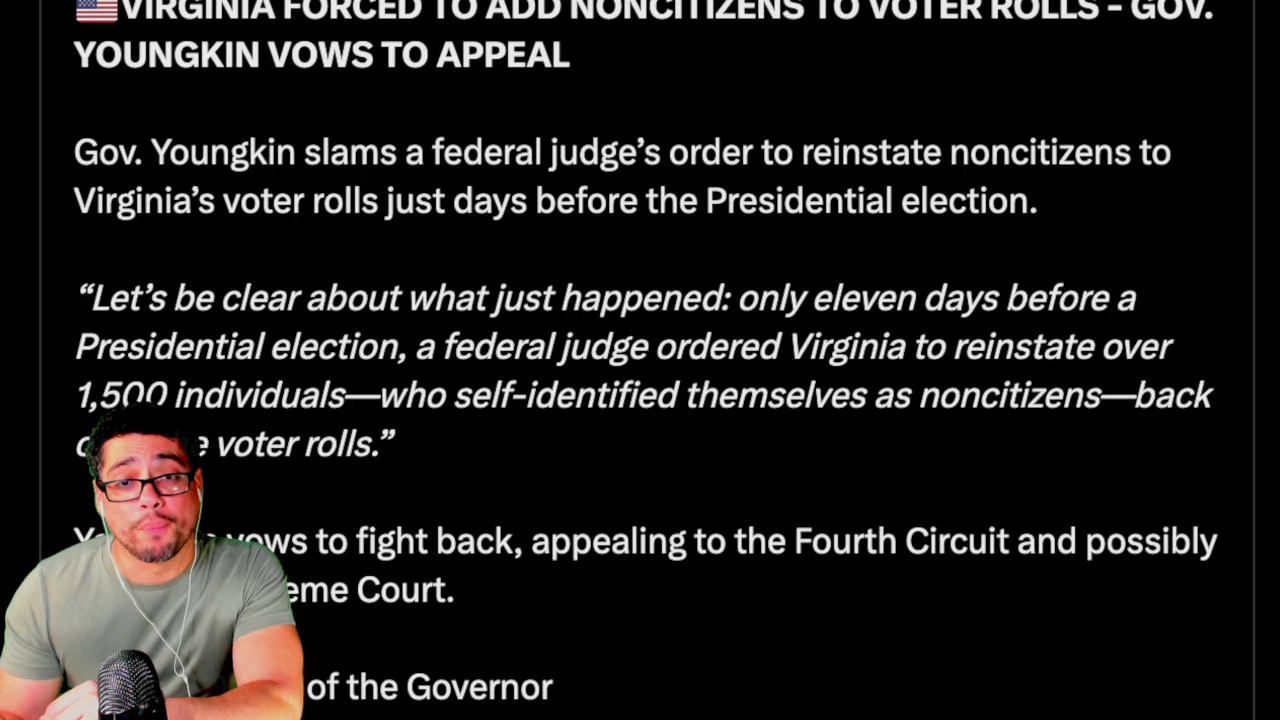 VIRGINIA FORCED TO ADD NONCITIZENS TO VOTER ROLLS – GOV.
YOUNGKIN VOWS TO APPEAL
Gov. Youngkin slams a federal judge’s order to reinstate noncitizens to
Virginia’s voter rolls just days before the Presidential election.
“Let’s be clear about what just happened: only eleven days before a
Presidential election, a federal judge ordered Virginia to reinstate over
1,500 individuals—who self-identified themselves as noncitizens—back
voter rolls.”
vows to fight back, appealing to the Fourth Circuit and possibly
Court.
of the Governor